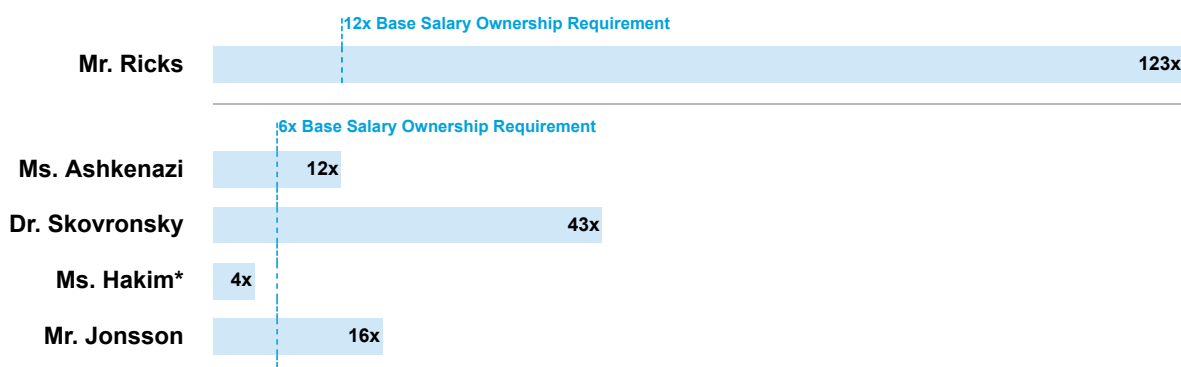 12x Base Salary Ownership Requirement
Mr. Ricks 123x
6x Base Salary Ownership Requirement
Ms. Ashkenazi 12x
Dr. Skovronsky 43x
Ms. Hakim* 4x
Mr. Jonsson 16x